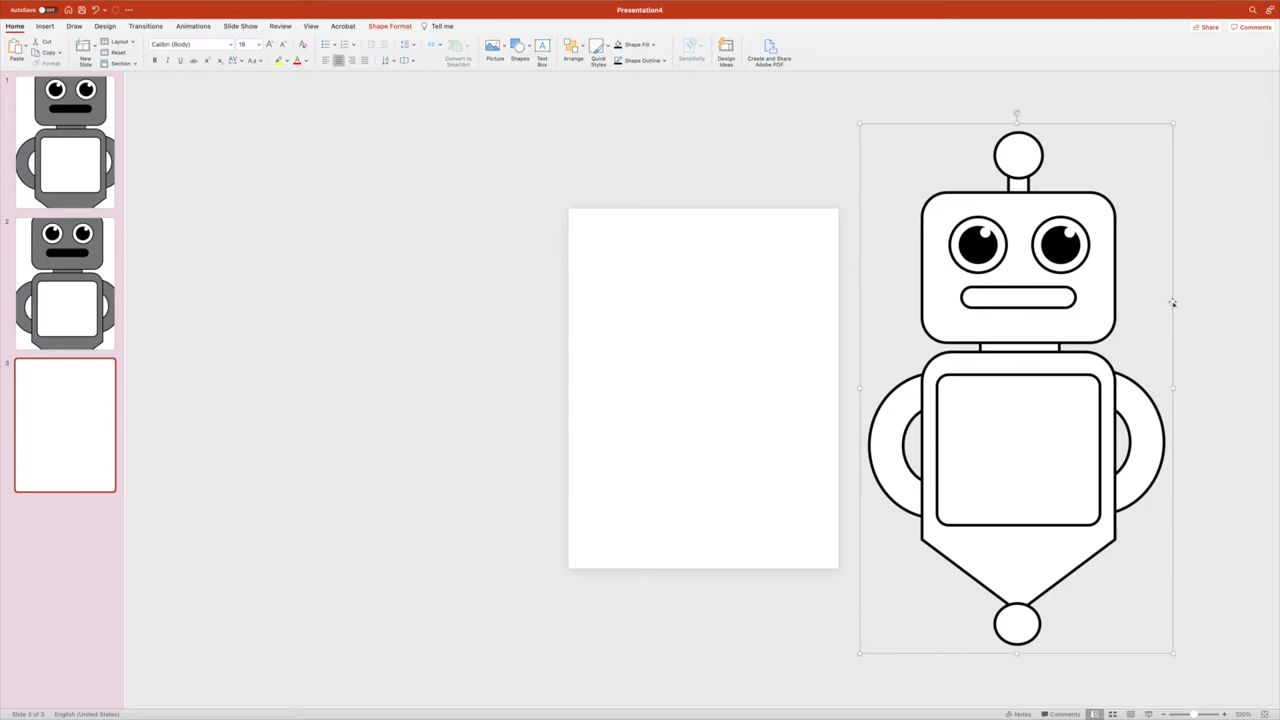 AutoSave OFF
Presentation4
Home Insert Draw Design Transitions Animations Slide Show Review View Acrobat Shape Format Tell me
Share Comments
Paste
Cut
Copy
Format
New Slide
Layout
Reset
Section
Calibri (Body) 18
Convert to SmartArt
Picture
Shapes
Text Box
Arrange
Quick Styles
Shape Fill
Shape Outline
Sensitivity
Design Ideas
Create and Share Adobe PDF
1
2
3
Slide 3 of 3 English (United States)
Notes Comments 100%